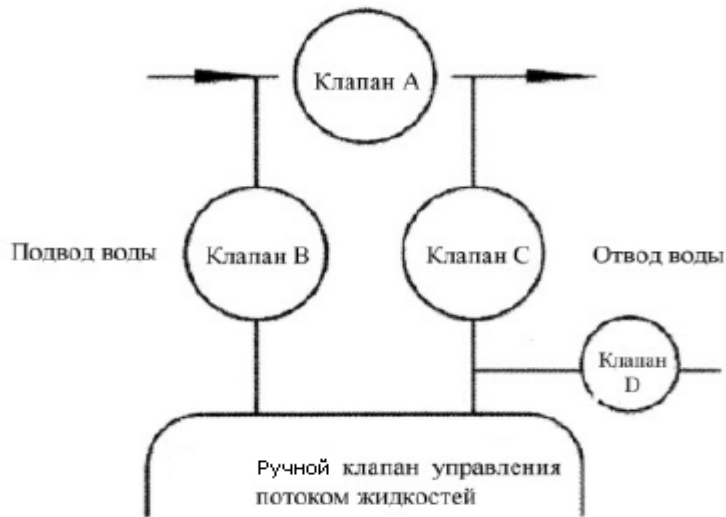 Клапан A
Подвод воды
Клапан B
Клапан C
Отвод воды
Клапан
D
Ручной клапан управления
потоком жидкостей